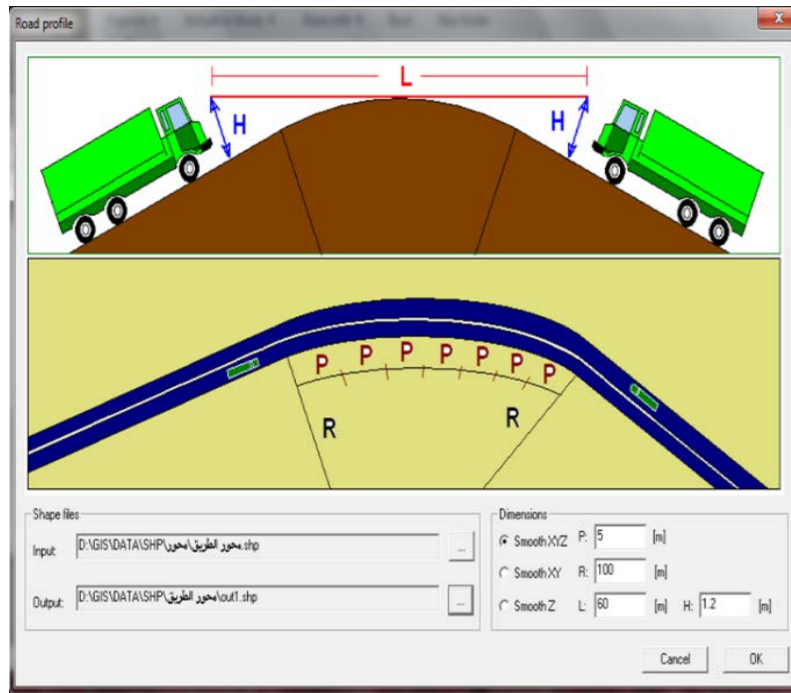 Road profile
L
H H
P P P P P P P
R R
Shape files
Input: D:\GIS\DATA\SHP\محور الطريق\محور.shp ...
Output: D:\GIS\DATA\SHP\محور الطريق\out1.shp ...
Dimensions
Smooth XYZ P: 5 [m]
Smooth XY R: 100 [m]
Smooth Z L: 60 [m] H: 1.2 [m]
Cancel OK